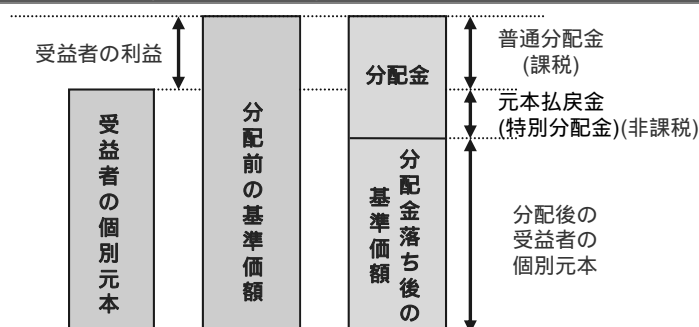 受益者の利益
受益者の個別元本
分配前の基準価額
分配金
分配金落ち後の
基準価額
普通分配金
(課税)
元本払戻金
(特別分配金)(非課税)
分配後の
受益者の
個別元本